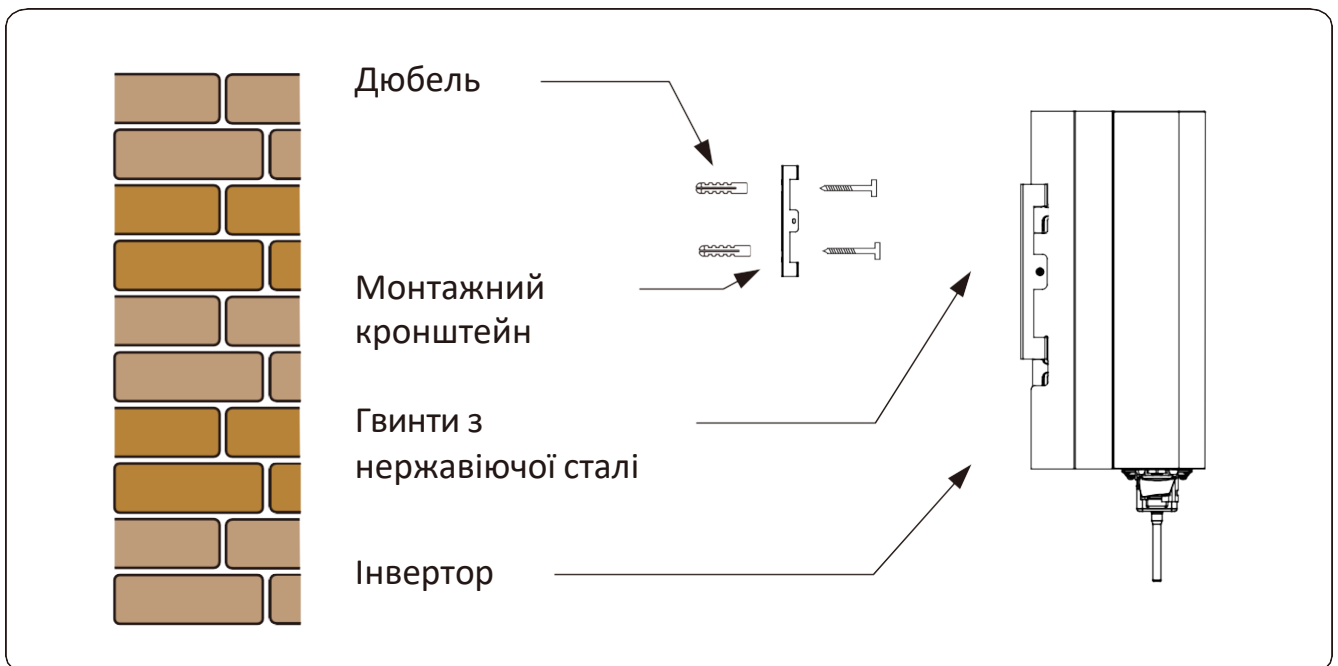 Дюбель
Монтажний
кронштейн
Гвинти з
нержавіючої сталі
Інвертор